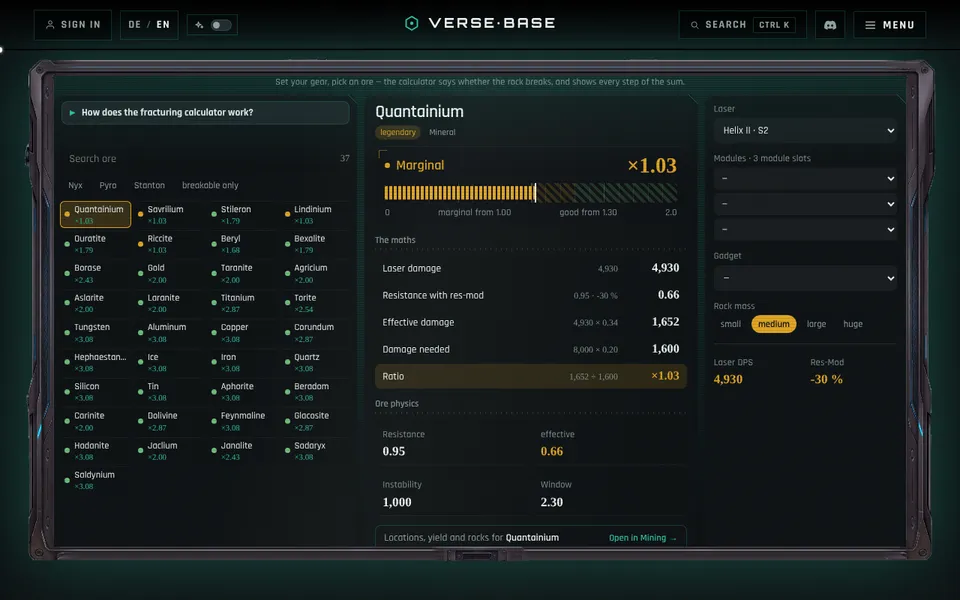 SIGN IN
DE / EN
VERSE·BASE
SEARCH CTRL K
MENU
Set your gear, pick an ore — the calculator says whether the rock breaks, and shows every step of the sum.
How does the fracturing calculator work?
Search ore 37
Nyx Pyro Stanton breakable only
Quantainium Savrilium Stileron Lindinium
×1.03 ×1.03 ×1.79 ×1.03
Ouratite Riccite Beryl Bexalite
×1.79 ×1.03 ×1.68 ×1.79
Borase Gold Taranite Agricium
×2.43 ×2.00 ×2.00 ×2.00
Aslarite Laranite Titanium Torite
×2.00 ×2.00 ×2.87 ×2.54
Tungsten Aluminum Copper Corundum
×3.08 ×3.08 ×3.08 ×2.87
Hephaestan... Ice Iron Quartz
×3.08 ×3.08 ×3.08 ×3.08
Silicon Tin Aphorite Beradom
×3.08 ×3.08 ×3.08 ×3.08
Carinite Dolivine Feynmaline Glacosite
×2.00 ×2.87 ×3.08 ×2.87
Hadanite Jaclium Janalite Sadaryx
×3.08 ×2.00 ×2.43 ×3.08
Saldynium
×3.08
Quantainium
legendary Mineral
Marginal ×1.03
0 marginal from 1.00 good from 1.30 2.0
The maths
Laser damage 4,930 4,930
Resistance with res-mod 0.95 · -30 % 0.66
Effective damage 4,930 × 0.34 1,652
Damage needed 8,000 × 0.20 1,600
Ratio 1,652 ÷ 1,600 ×1.03
Ore physics
Resistance effective
0.95 0.66
Instability Window
1,000 2.30
Locations, yield and rocks for Quantainium Open in Mining →
Laser
Helix II · S2
Modules · 3 module slots
—
—
—
Gadget
—
Rock mass
small medium large huge
Laser DPS Res-Mod
4,930 -30 %